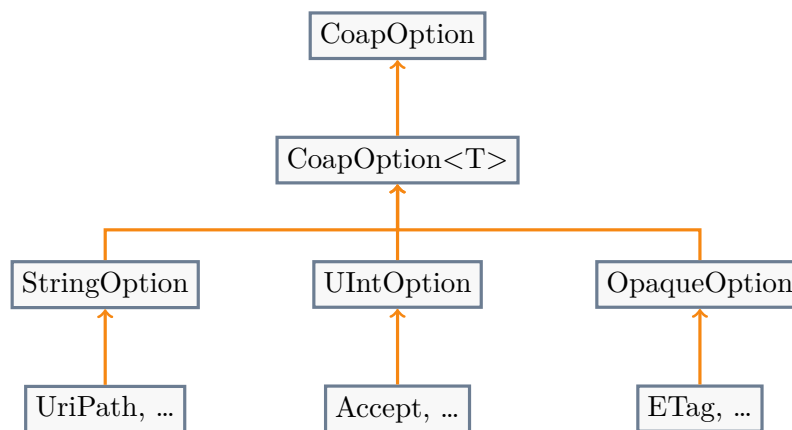 CoapOption
CoapOption<T>
StringOption
UIntOption
OpaqueOption
UriPath, …
Accept, …
ETag, …